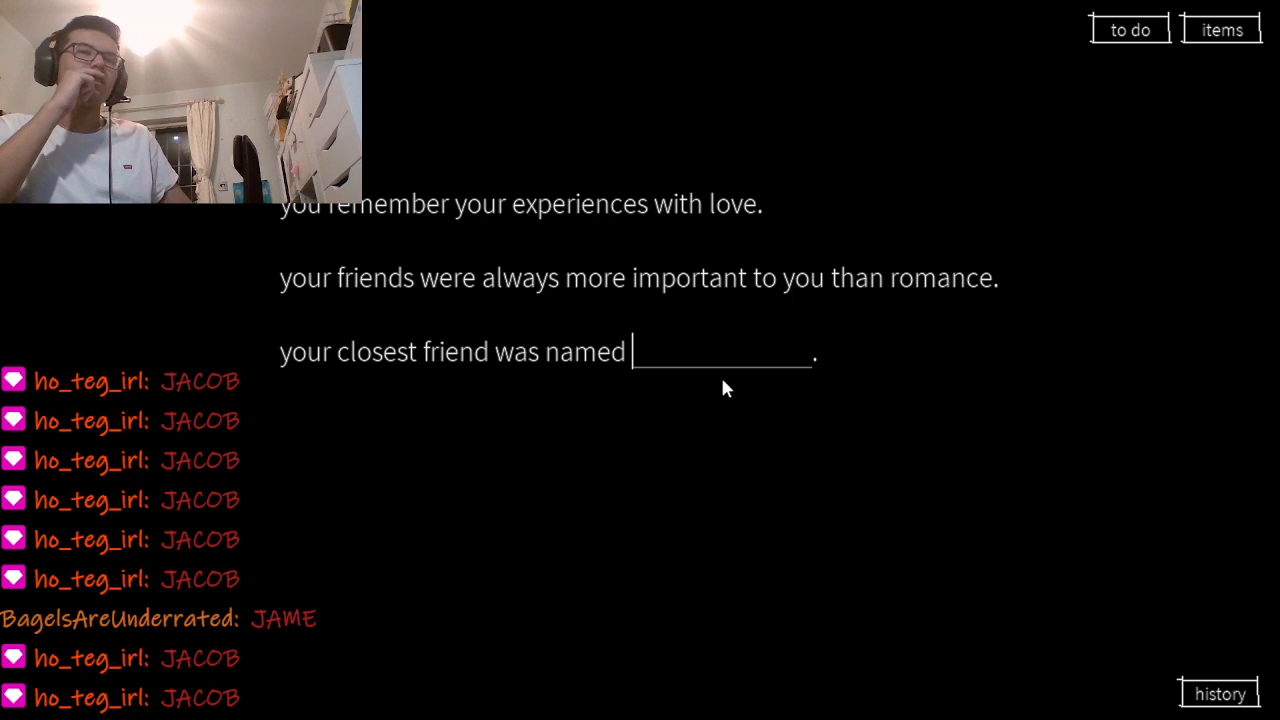 to do
items
you remember your experiences with love.
your friends were always more important to you than romance.
your closest friend was named ____________.
ho_teg_irl: JACOB
ho_teg_irl: JACOB
ho_teg_irl: JACOB
ho_teg_irl: JACOB
ho_teg_irl: JACOB
ho_teg_irl: JACOB
BagelsAreUnderrated: JAME
ho_teg_irl: JACOB
ho_teg_irl: JACOB
history